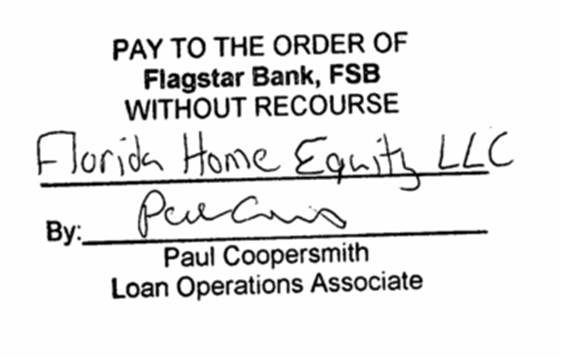 PAY TO THE ORDER OF
Flagstar Bank, FSB
WITHOUT RECOURSE
Florida Home Equity LLC
By:
Paul Coopersmith
Loan Operations Associate